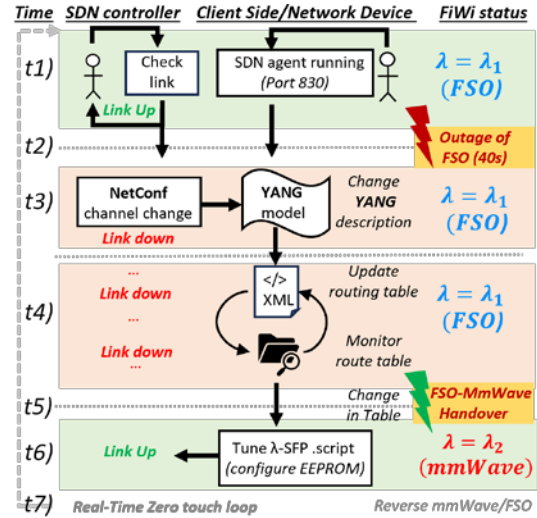 Time SDN controller Client Side/Network Device FiWi status
t1)
Check
link
Link Up
SDN agent running
(Port 830)
λ = λ1
(FSO)
t2)
Outage of
FSO (40s)
t3)
NetConf
channel change
Link down
YANG
model
Change
YANG
description
λ = λ1
(FSO)
t4)
...
Link down
...
Link down
...
</>
XML
Update
routing table
Monitor
route table
λ = λ1
(FSO)
t5)
Change
in Table
FSO-MmWave
Handover
t6)
Link Up
Tune λ-SFP .script
(configure EEPROM)
λ = λ2
(mmWave)
t7)
Real-Time Zero touch loop
Reverse mmWave/FSO